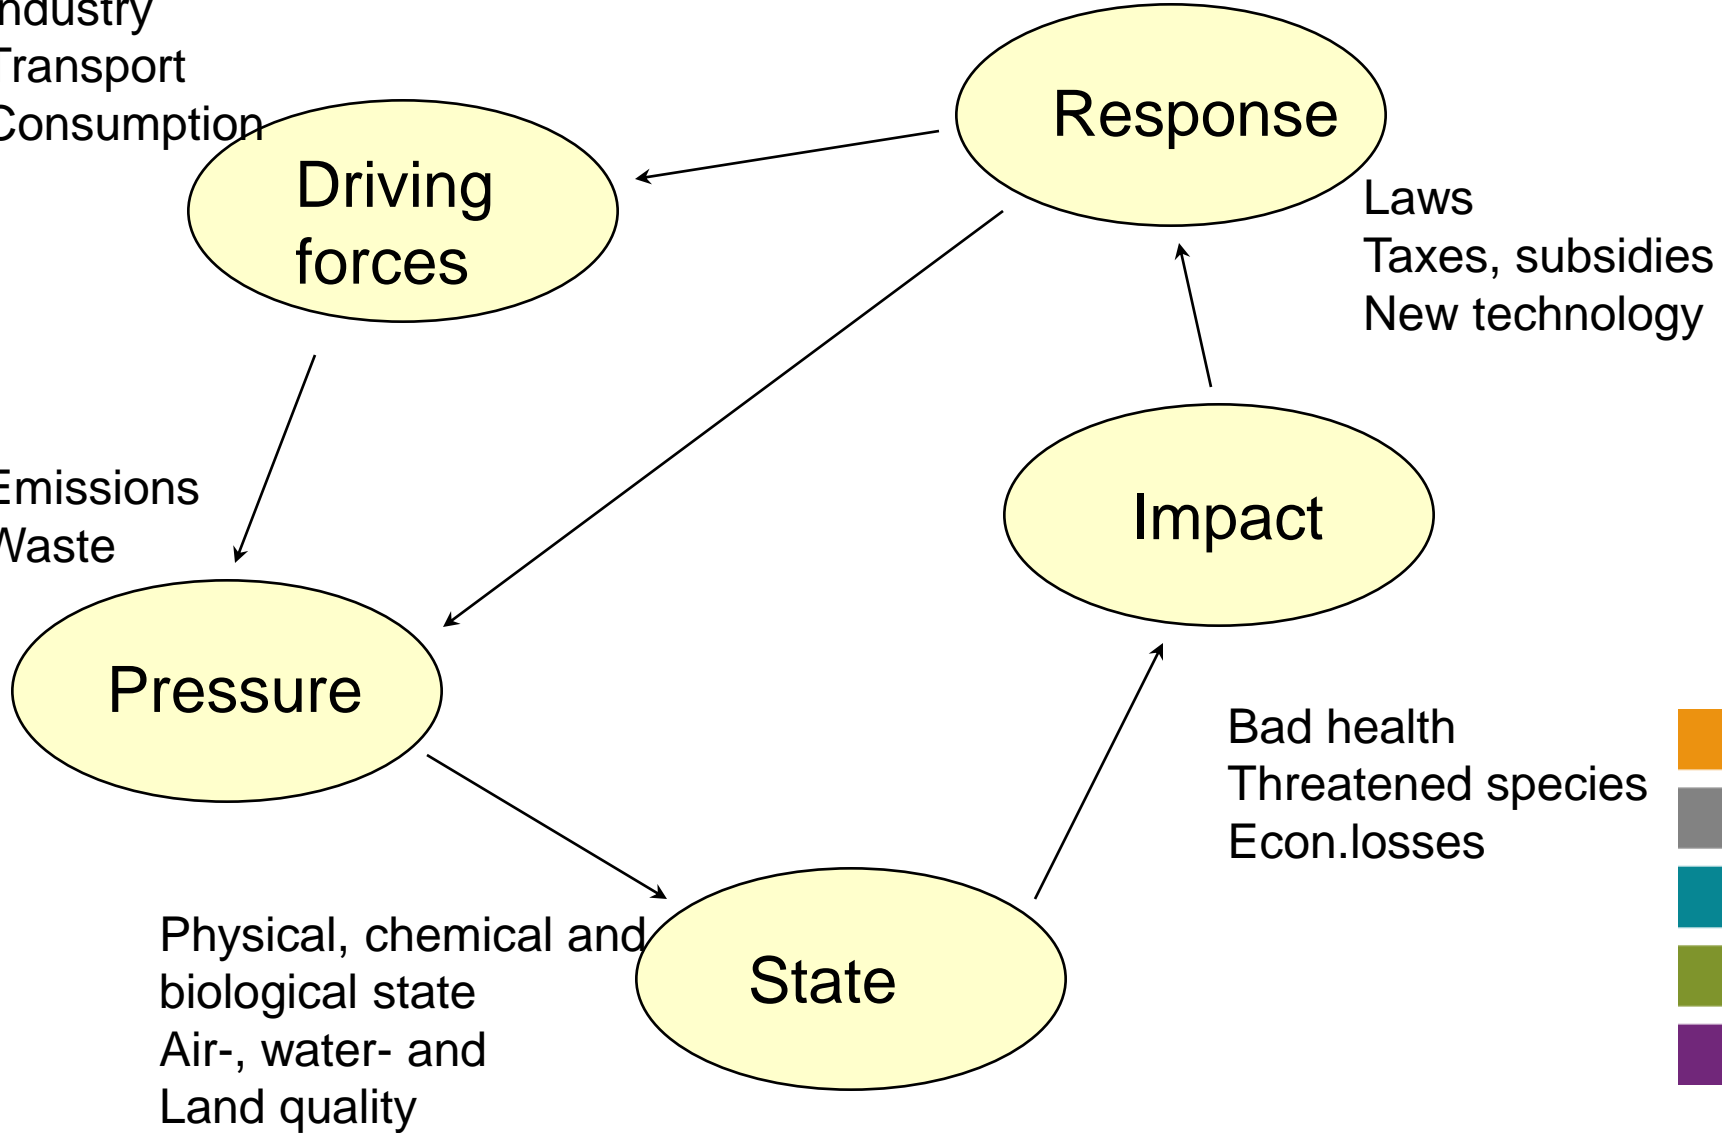 Industry
Transport
Consumption
Driving
forces
Response
Laws
Taxes, subsidies
New technology
Emissions
Waste
Impact
Pressure
Bad health
Threatened species
Econ.losses
Physical, chemical and
biological state
Air-, water- and
Land quality
State